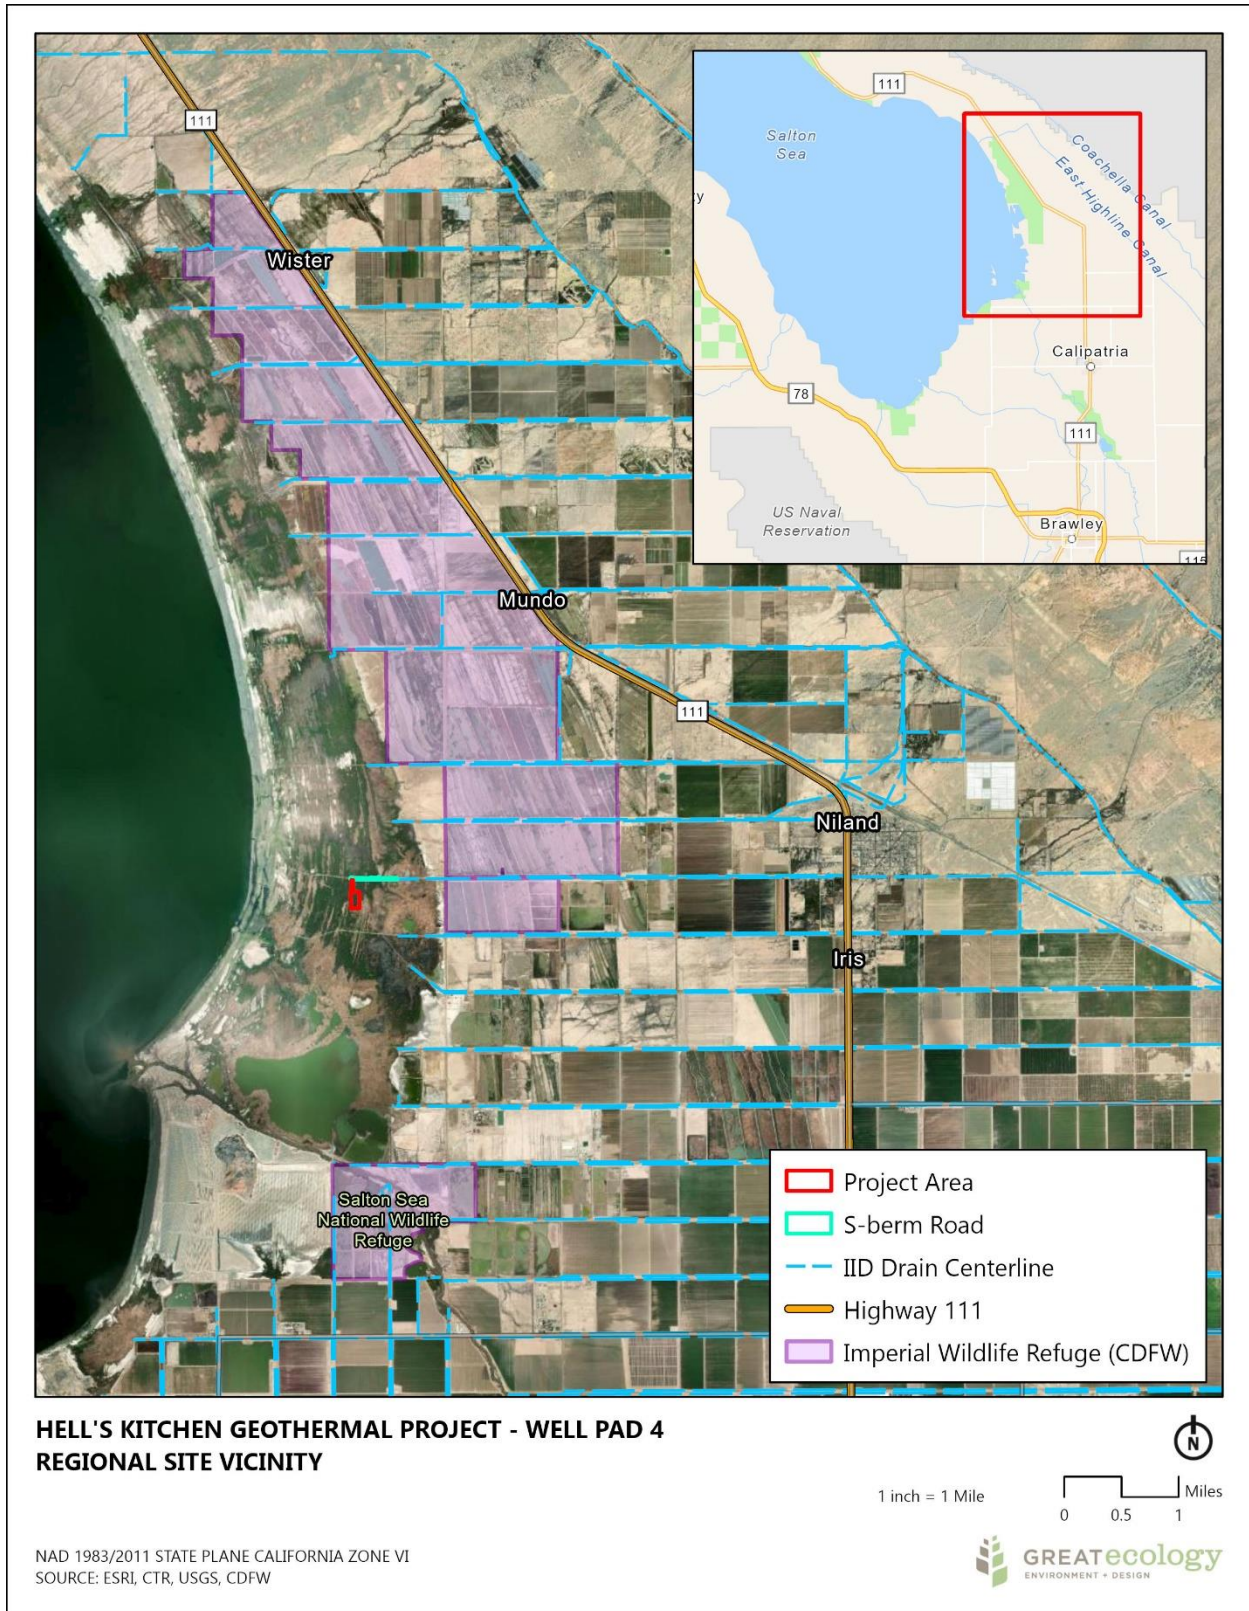 111
Wister
Mundo
111
Niland
Iris
Salton Sea
National Wildlife
Refuge
111
Salton
Sea
Coachella Canal
East Highline Canal
y
Calipatria
78
111
US Naval
Reservation
Brawley
115
Project Area
S-berm Road
IID Drain Centerline
Highway 111
Imperial Wildlife Refuge (CDFW)
HELL'S KITCHEN GEOTHERMAL PROJECT - WELL PAD 4
REGIONAL SITE VICINITY
N
1 inch = 1 Mile
Miles
0 0.5 1
NAD 1983/2011 STATE PLANE CALIFORNIA ZONE VI
SOURCE: ESRI, CTR, USGS, CDFW
GREATecology
ENVIRONMENT + DESIGN